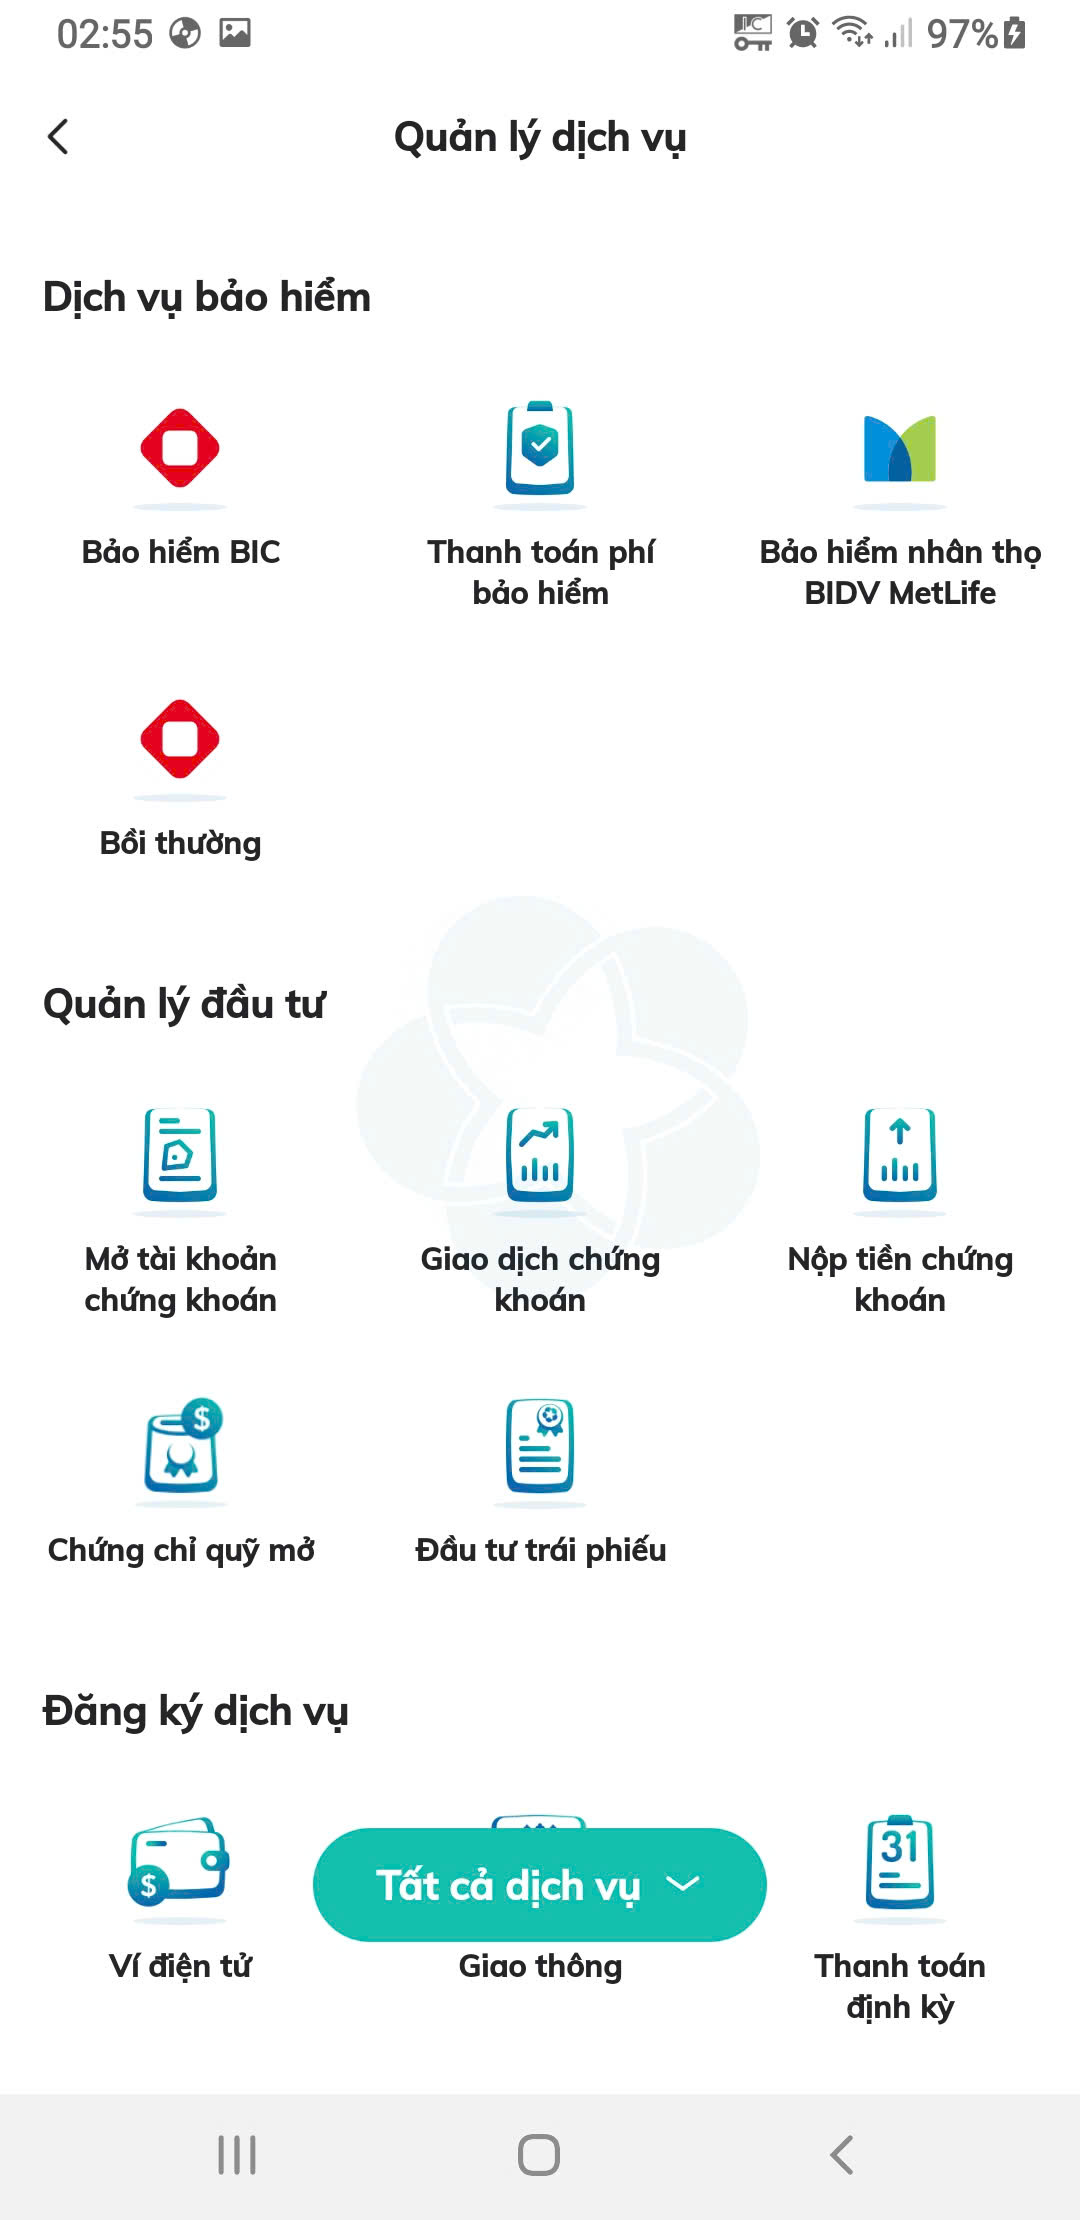 02:55
97%
Quản lý dịch vụ
Dịch vụ bảo hiểm
Bảo hiểm BIC
Thanh toán phí
bảo hiểm
Bảo hiểm nhân thọ
BIDV MetLife
Bồi thường
Quản lý đầu tư
Mở tài khoản
chứng khoán
Giao dịch chứng
khoán
Nộp tiền chứng
khoán
$
Chứng chỉ quỹ mở
Đầu tư trái phiếu
Đăng ký dịch vụ
$
31
Tất cả dịch vụ
Ví điện tử
Giao thông
Thanh toán
định kỳ